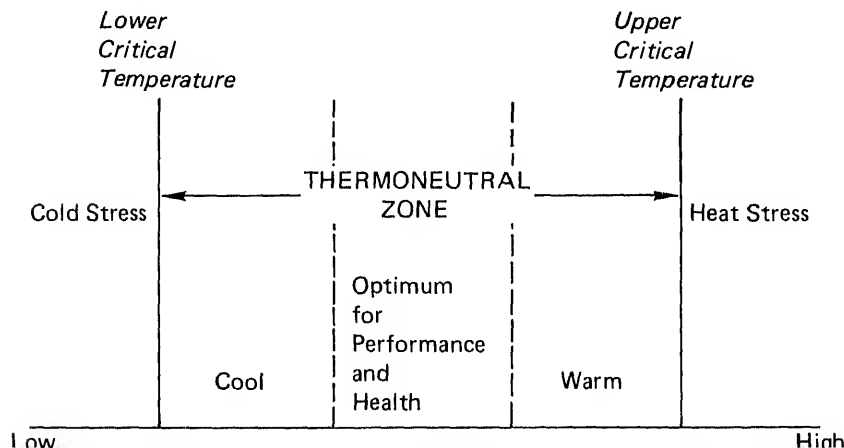 Lower
Critical
Temperature
Upper
Critical
Temperature
THERMONEUTRAL
ZONE
Cold Stress
Heat Stress
Optimum
for
Performance
and
Health
Cool
Warm
Low
High